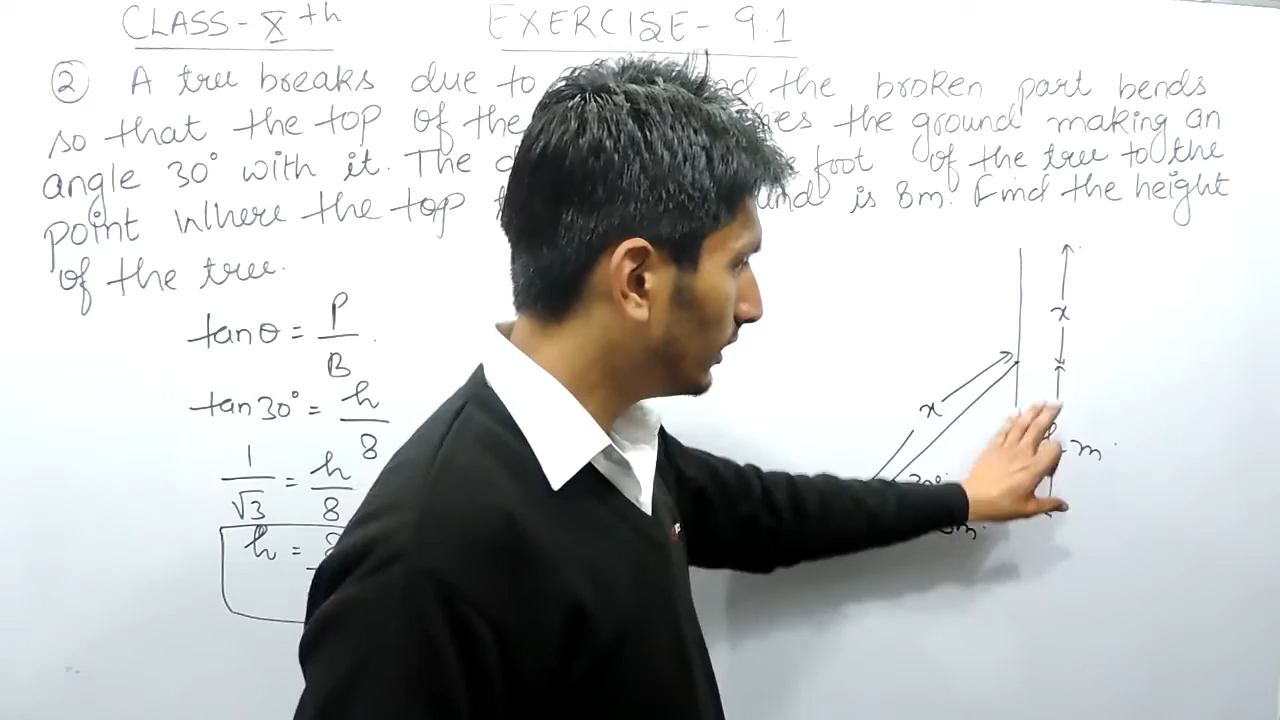 CLASS - Xth EXERCISE - 9.1
② A tree breaks due to and the broken part bends
so that the top of the the ground making an
angle 30° with it. The foot of the tree to the
point where the top is 8m. Find the height
of the tree.
tanθ = P/B
tan30° = h/8
1/√3 = h/8
h =
x
x
m